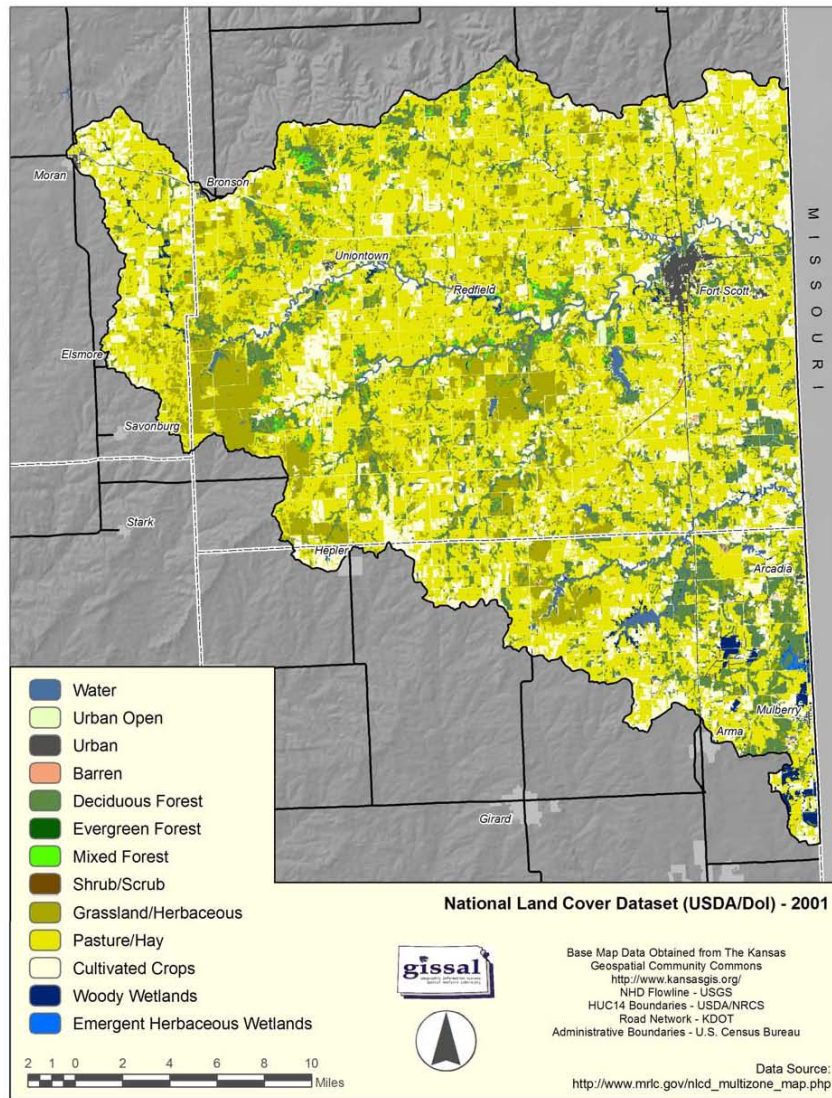 Moran
Bronson
MISSOURI
Uniontown
Redfield
Fort Scott
Elsmore
Savonburg
Stark
Hepler
Arcadia
Mulberry
Arma
Girard
Water
Urban Open
Urban
Barren
Deciduous Forest
Evergreen Forest
Mixed Forest
Shrub/Scrub
Grassland/Herbaceous
Pasture/Hay
Cultivated Crops
Woody Wetlands
Emergent Herbaceous Wetlands
2 1 0 2 4 6 8 10
Miles
National Land Cover Dataset (USDA/DoI) - 2001
gissal
Base Map Data Obtained from The Kansas
Geospatial Community Commons
http://www.kansasgis.org/
NHD Flowline - USGS
HUC14 Boundaries - USDA/NRCS
Road Network - KDOT
Administrative Boundaries - U.S. Census Bureau
Data Source:
http://www.mrlc.gov/nlcd_multizone_map.php